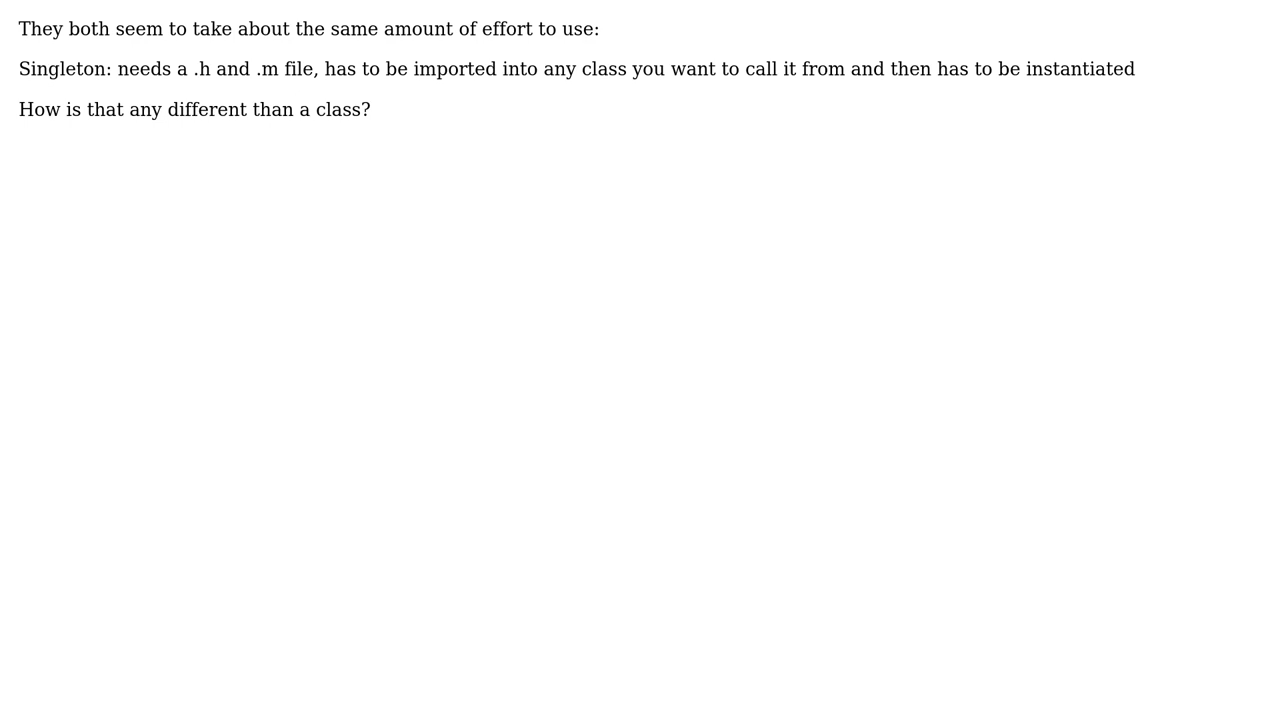 They both seem to take about the same amount of effort to use:
Singleton: needs a .h and .m file, has to be imported into any class you want to call it from and then has to be instantiated
How is that any different than a class?